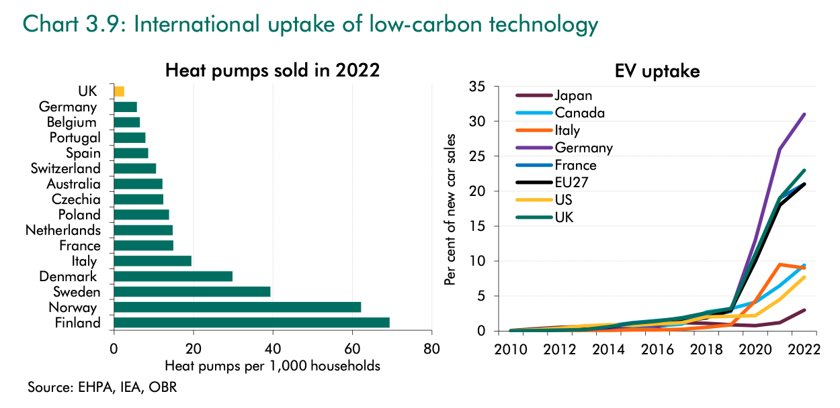 Chart 3.9: International uptake of low-carbon technology
Heat pumps sold in 2022
UK
Germany
Belgium
Portugal
Spain
Switzerland
Australia
Czechia
Poland
Netherlands
France
Italy
Denmark
Sweden
Norway
Finland
0 20 40 60 80
Heat pumps per 1,000 households
EV uptake
Per cent of new car sales
35
30
25
20
15
10
5
0
Japan
Canada
Italy
Germany
France
EU27
US
UK
2010 2012 2014 2016 2018 2020 2022
Source: EHPA, IEA, OBR